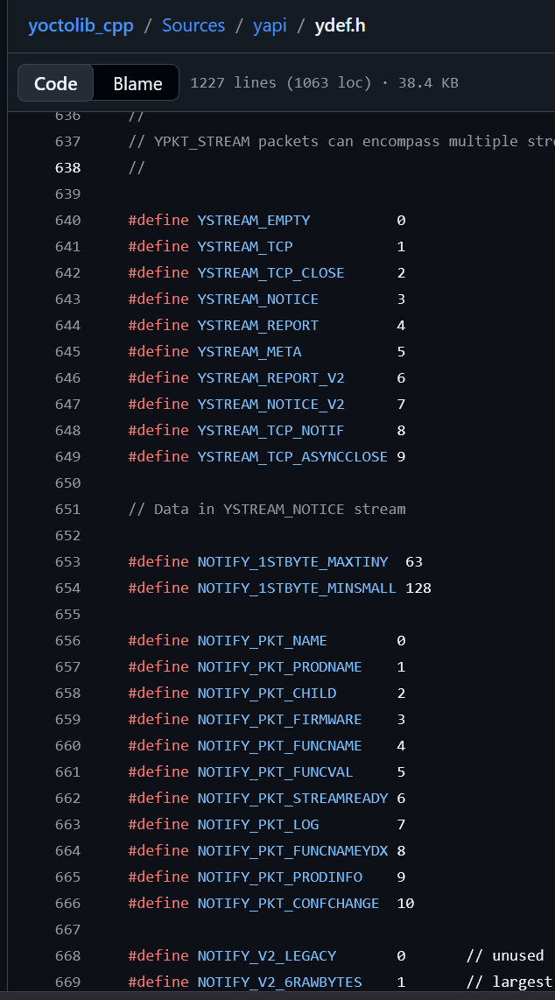 yoctolib_cpp / Sources / yapi / ydef.h
Code Blame 1227 lines (1063 loc) · 38.4 KB
636 //
637 // YPKT_STREAM packets can encompass multiple stre
638 //
639
640 #define YSTREAM_EMPTY 0
641 #define YSTREAM_TCP 1
642 #define YSTREAM_TCP_CLOSE 2
643 #define YSTREAM_NOTICE 3
644 #define YSTREAM_REPORT 4
645 #define YSTREAM_META 5
646 #define YSTREAM_REPORT_V2 6
647 #define YSTREAM_NOTICE_V2 7
648 #define YSTREAM_TCP_NOTIF 8
649 #define YSTREAM_TCP_ASYNCCLOSE 9
650
651 // Data in YSTREAM_NOTICE stream
652
653 #define NOTIFY_1STBYTE_MAXTINY 63
654 #define NOTIFY_1STBYTE_MINSMALL 128
655
656 #define NOTIFY_PKT_NAME 0
657 #define NOTIFY_PKT_PRODNAME 1
658 #define NOTIFY_PKT_CHILD 2
659 #define NOTIFY_PKT_FIRMWARE 3
660 #define NOTIFY_PKT_FUNCNAME 4
661 #define NOTIFY_PKT_FUNCVAL 5
662 #define NOTIFY_PKT_STREAMREADY 6
663 #define NOTIFY_PKT_LOG 7
664 #define NOTIFY_PKT_FUNCNAMEYDX 8
665 #define NOTIFY_PKT_PRODINFO 9
666 #define NOTIFY_PKT_CONFCHANGE 10
667
668 #define NOTIFY_V2_LEGACY 0 // unused
669 #define NOTIFY_V2_6RAWBYTES 1 // largest